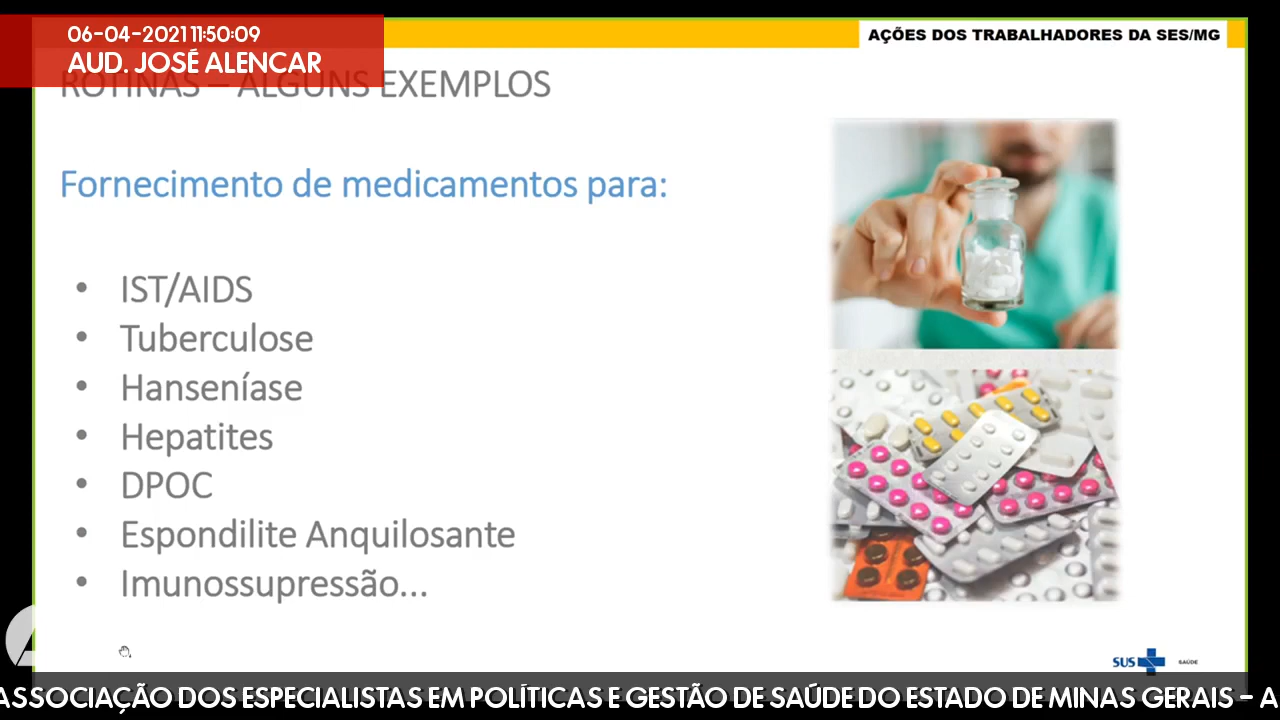 06-04-2021 11:50:09
AUD. JOSÉ ALENCAR
AÇÕES DOS TRABALHADORES DA SES/MG
ROTINAS – ALGUNS EXEMPLOS
Fornecimento de medicamentos para:
• IST/AIDS
• Tuberculose
• Hanseníase
• Hepatites
• DPOC
• Espondilite Anquilosante
• Imunossupressão...
SUS SAÚDE
ASSOCIAÇÃO DOS ESPECIALISTAS EM POLÍTICAS E GESTÃO DE SAÚDE DO ESTADO DE MINAS GERAIS – A